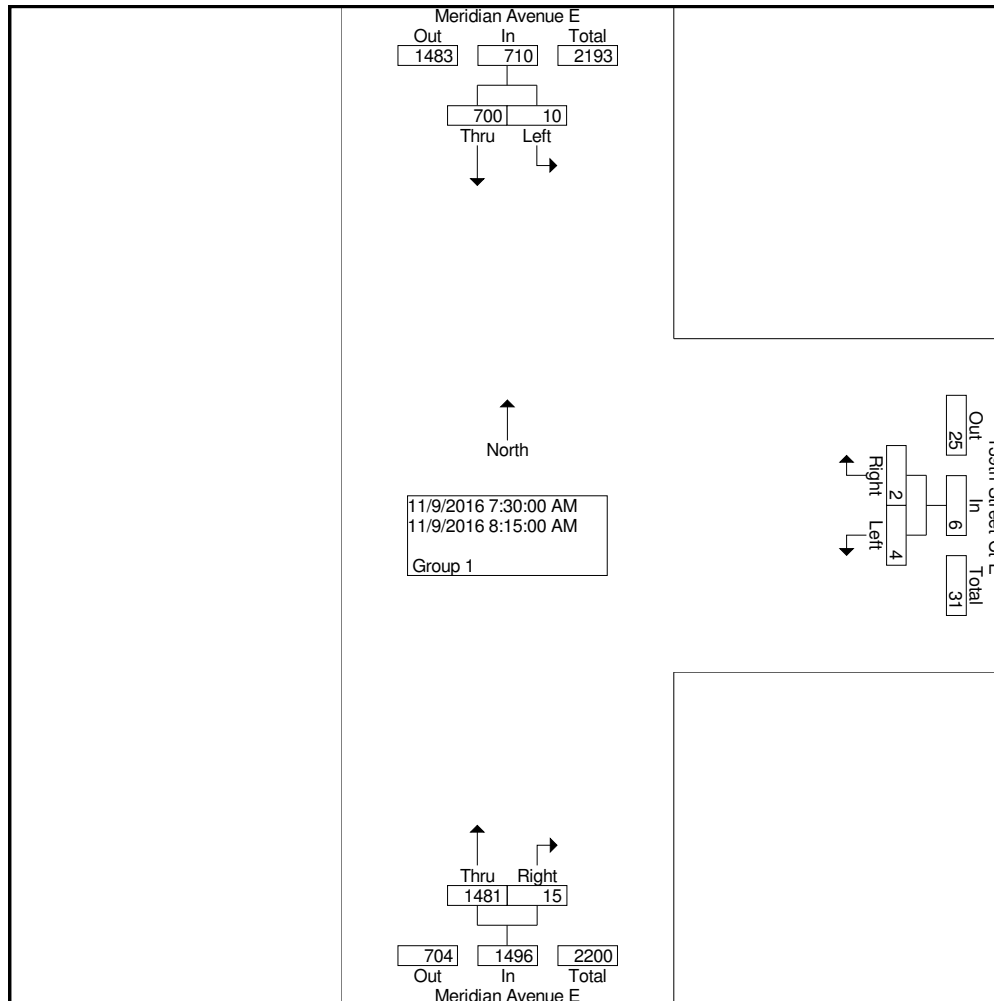 Meridian Avenue E
Out In Total
1483 710 2193
700 10
Thru Left
North
11/9/2016 7:30:00 AM
11/9/2016 8:15:00 AM
Group 1
Street Ct E
Out In Total
25 6 31
2 4
Right Left
Thru Right
1481 15
704 1496 2200
Out In Total
Meridian Avenue E